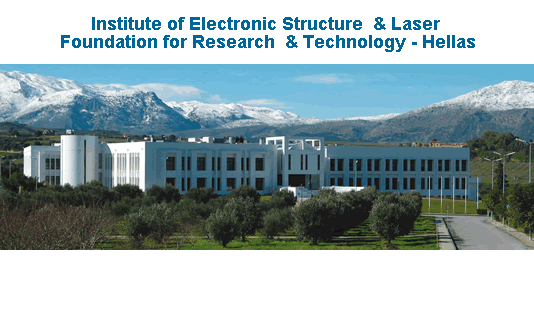 Institute of Electronic Structure & Laser
Foundation for Research & Technology - Hellas